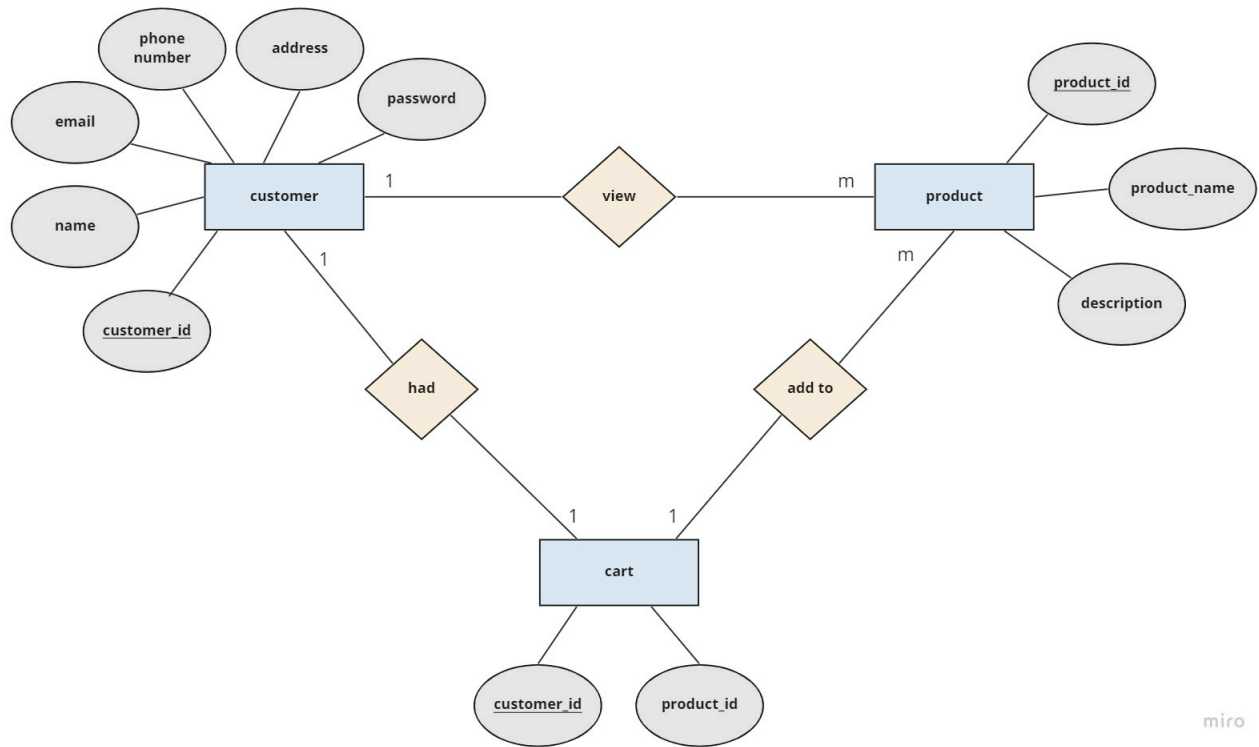 phone
number
address
password
email
name
customer_id
customer
1
view
m
product
product_id
product_name
description
1
had
1
m
add to
1
cart
customer_id
product_id
miro